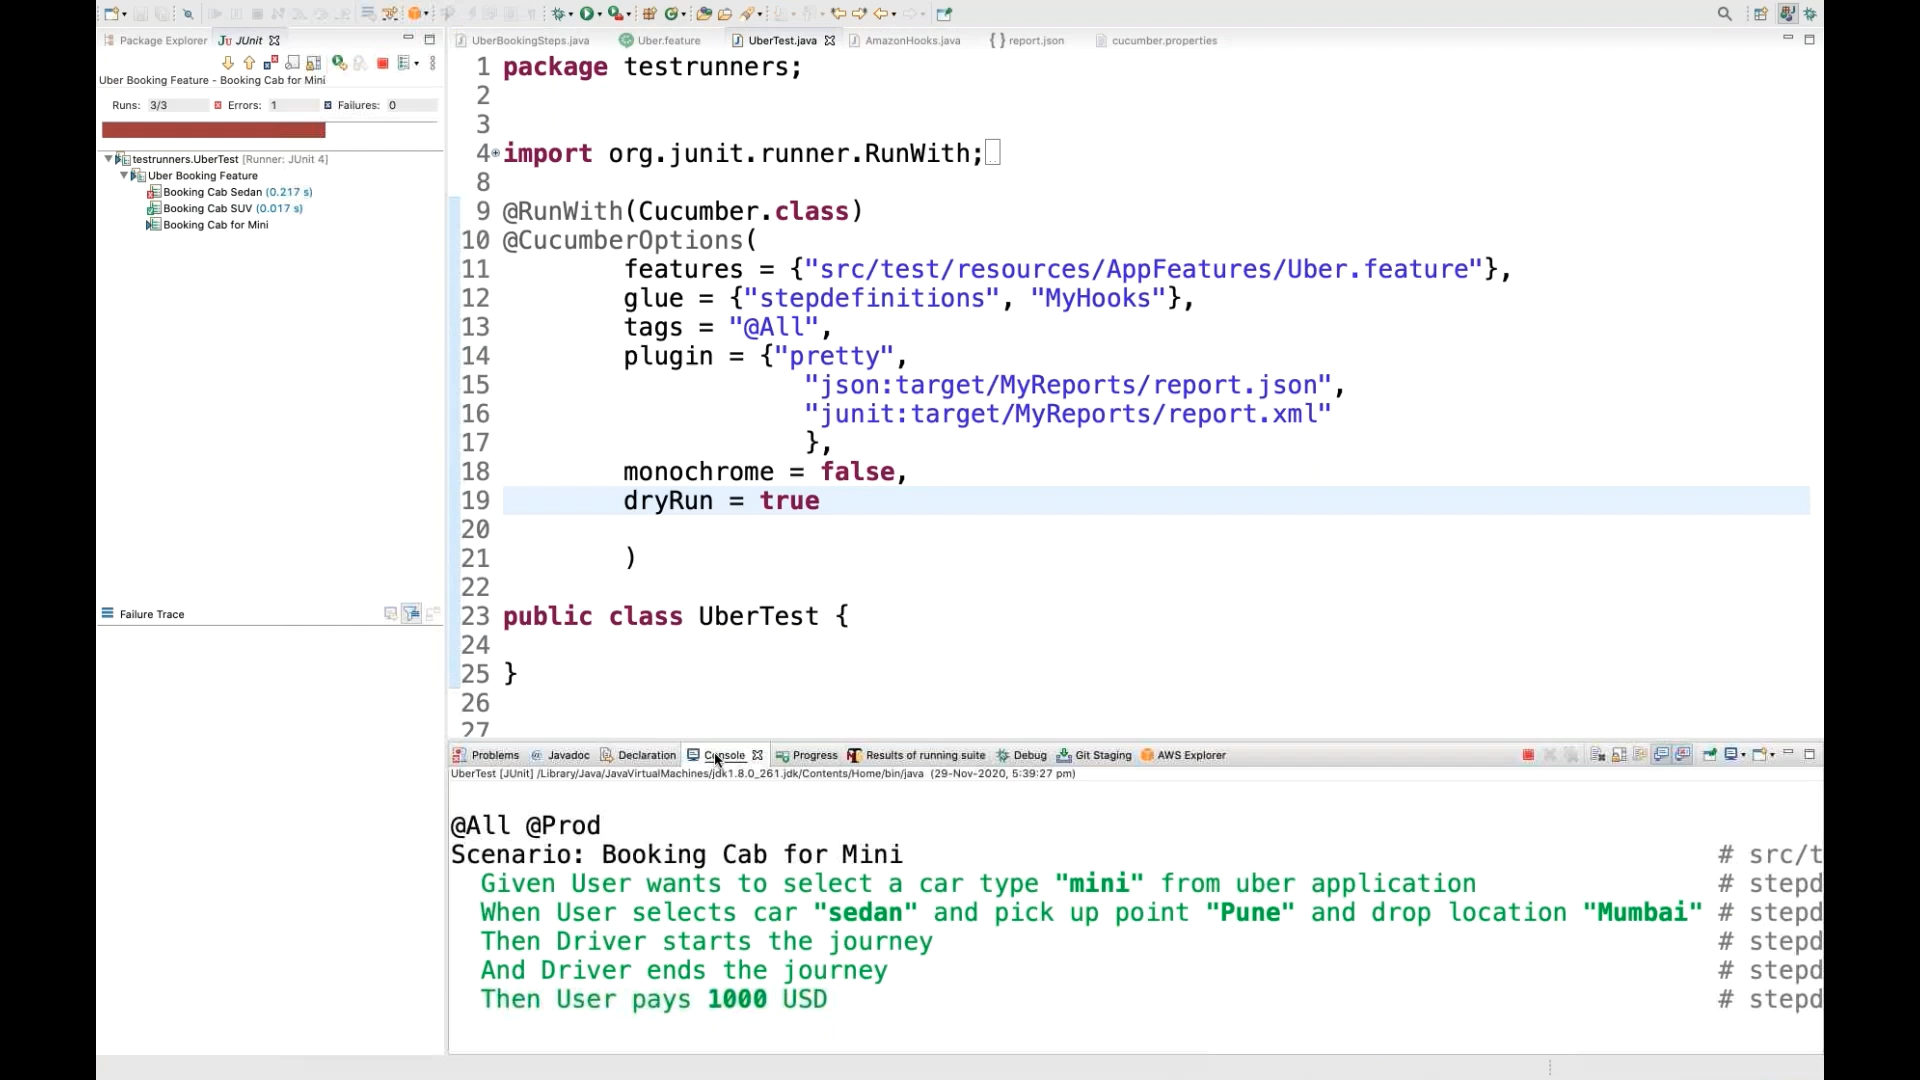 Package Explorer
JUnit
UberBookingSteps.java
Uber.feature
UberTest.java
AmazonHooks.java
report.json
cucumber.properties
Uber Booking Feature - Booking Cab for Mini
Runs: 3/3
Errors: 1
Failures: 0
testrunners.UberTest [Runner: JUnit 4]
Uber Booking Feature
Booking Cab Sedan (0.217 s)
Booking Cab SUV (0.017 s)
Booking Cab for Mini
Failure Trace
1 package testrunners;
2
3
4 import org.junit.runner.RunWith;
8
9 @RunWith(Cucumber.class)
10 @CucumberOptions(
11 features = {"src/test/resources/AppFeatures/Uber.feature"},
12 glue = {"stepdefinitions", "MyHooks"},
13 tags = "@All",
14 plugin = {"pretty",
15 "json:target/MyReports/report.json",
16 "junit:target/MyReports/report.xml"
17 },
18 monochrome = false,
19 dryRun = true
20
21 )
22
23 public class UberTest {
24
25 }
26
27
Problems
Javadoc
Declaration
Console
Progress
Results of running suite
Debug
Git Staging
AWS Explorer
UberTest [JUnit] /Library/Java/JavaVirtualMachines/jdk1.8.0_261.jdk/Contents/Home/bin/java (29-Nov-2020, 5:39:27 pm)
@All @Prod
Scenario: Booking Cab for Mini # src/t
Given User wants to select a car type "mini" from uber application # stepd
When User selects car "sedan" and pick up point "Pune" and drop location "Mumbai" # stepd
Then Driver starts the journey # stepd
And Driver ends the journey # stepd
Then User pays 1000 USD # stepd